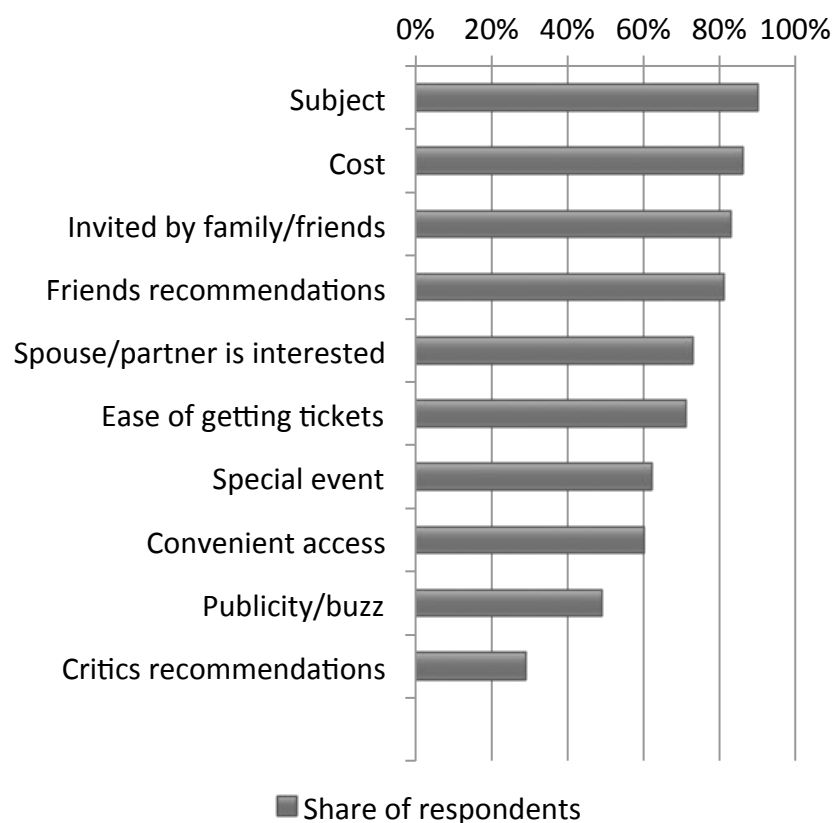 0% 20% 40% 60% 80% 100%
Subject
Cost
Invited by family/friends
Friends recommendations
Spouse/partner is interested
Ease of getting tickets
Special event
Convenient access
Publicity/buzz
Critics recommendations
Share of respondents